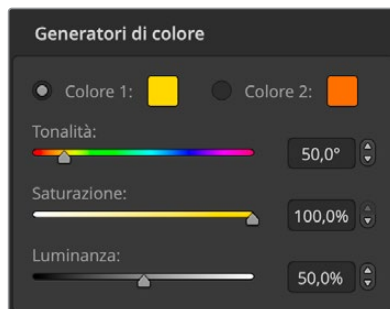 Generatori di colore
Colore 1: Colore 2:
Tonalità:
50,0°
Saturazione:
100,0%
Luminanza:
50,0%